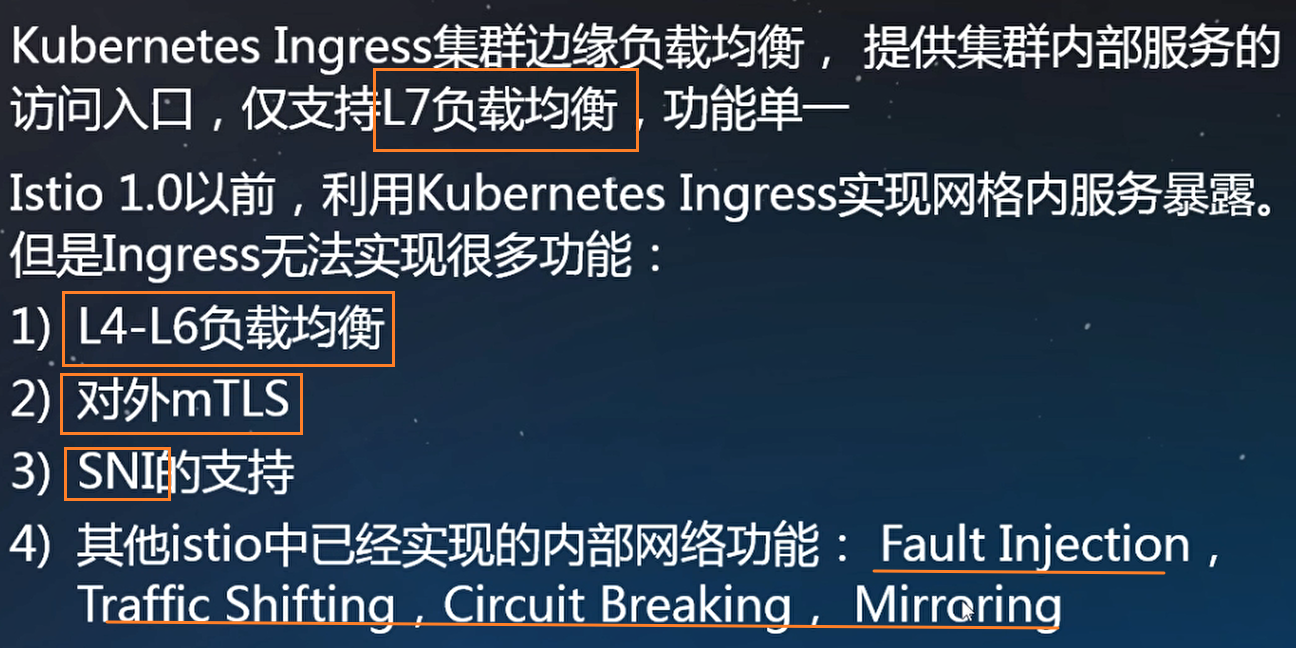 Kubernetes Ingress集群边缘负载均衡，提供集群内部服务的
访问入口，仅支持L7负载均衡，功能单一
Istio 1.0以前，利用Kubernetes Ingress实现网格内服务暴露。
但是Ingress无法实现很多功能：
1) L4-L6负载均衡
2) 对外mTLS
3) SNI的支持
4) 其他istio中已经实现的内部网络功能： Fault Injection，
Traffic Shifting，Circuit Breaking， Mirroring